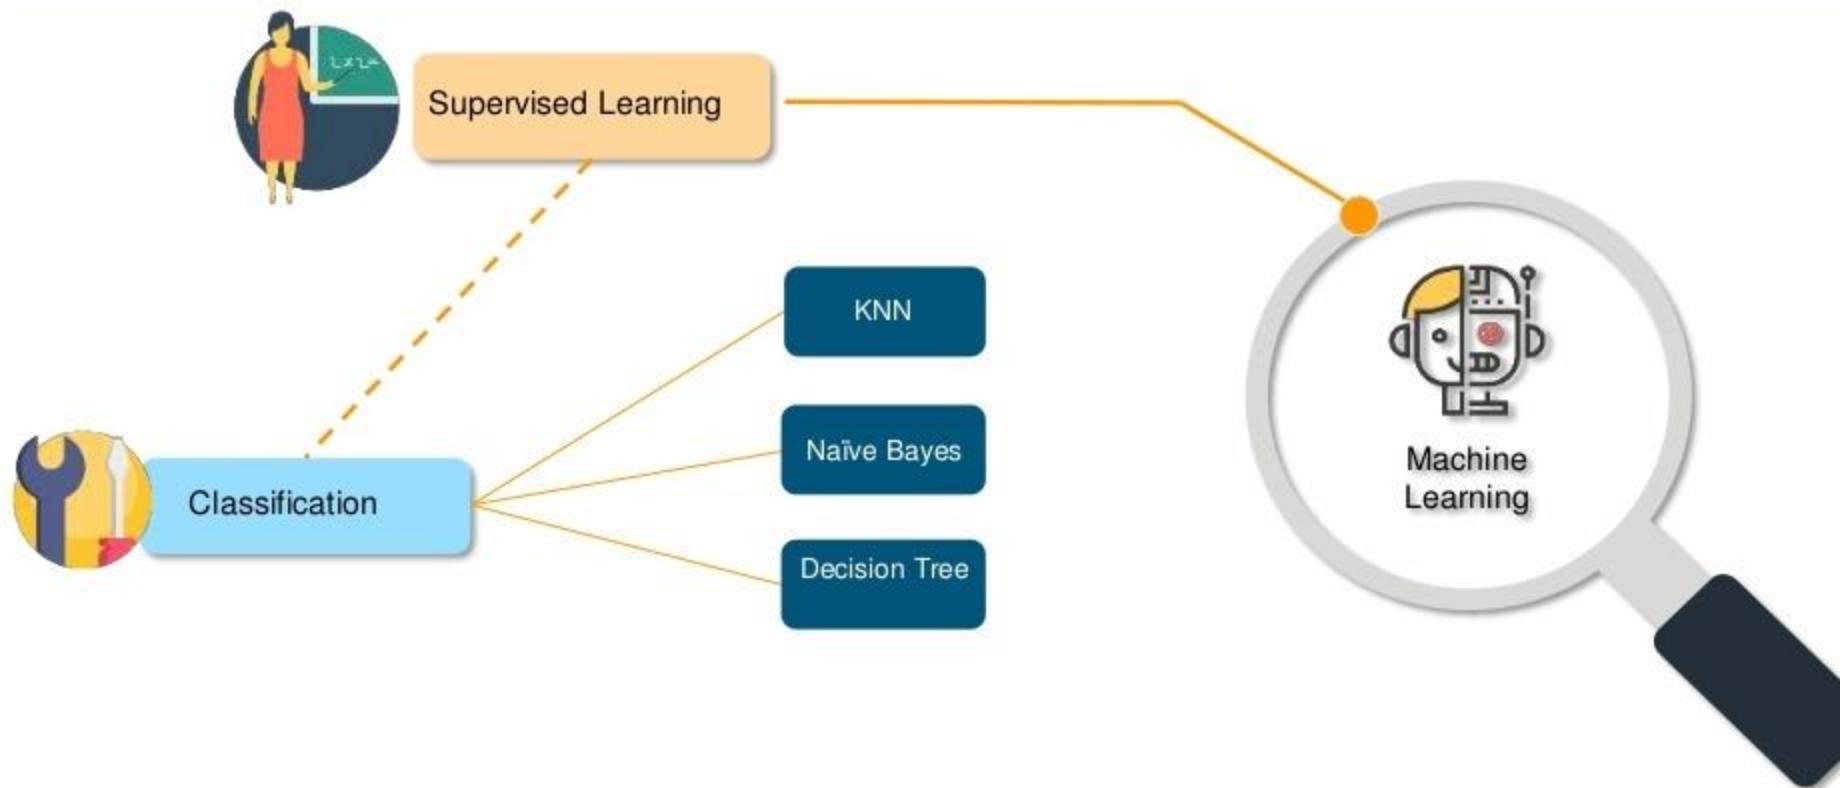 Supervised Learning
KNN
Naïve Bayes
Machine
Learning
Classification
Decision Tree